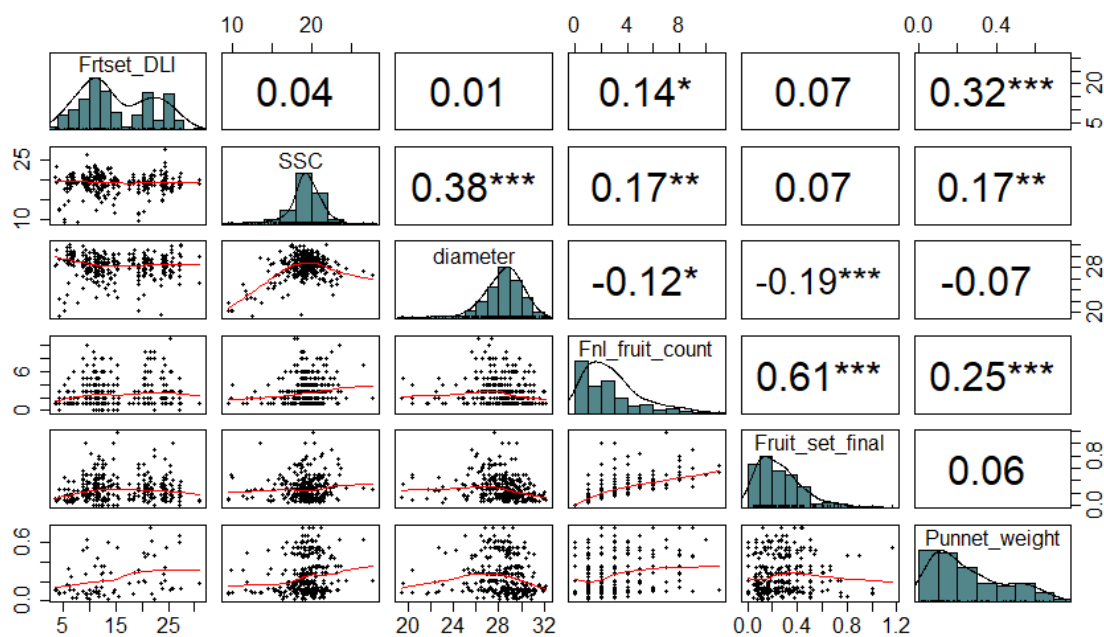 10 20
0 4 8
0.0 0.4
Frtset_DLI
0.04
0.01
0.14*
0.07
0.32***
5 20
10 25
SSC
0.38***
0.17**
0.07
0.17**
diameter
-0.12*
-0.19***
-0.07
20 28
0 6
Fnl_fruit_count
0.61***
0.25***
Fruit_set_final
0.06
0.0 0.8
0.0 0.6
Punnet_weight
5 15 25
20 24 28 32
0.0 0.4 0.8 1.2